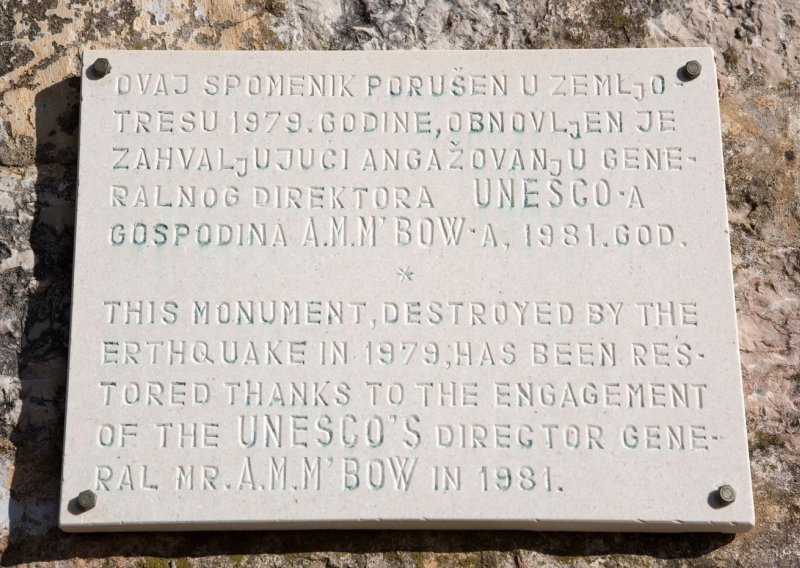 OVAJ SPOMENIK PORUŠEN U ZEMLjO-
TRESU 1979. GODINE, OBNOVLjEN JE
ZAHVALjUJUĆI ANGAŽOVANjU GENE-
RALNOG DIREKTORA UNESCO-A
GOSPODINA A.M.M'BOW-A, 1981. GOD.
*
THIS MONUMENT, DESTROYED BY THE
ERTHQUAKE IN 1979, HAS BEEN RES-
TORED THANKS TO THE ENGAGEMENT
OF THE UNESCO'S DIRECTOR GENE-
RAL MR. A.M.M'BOW IN 1981.